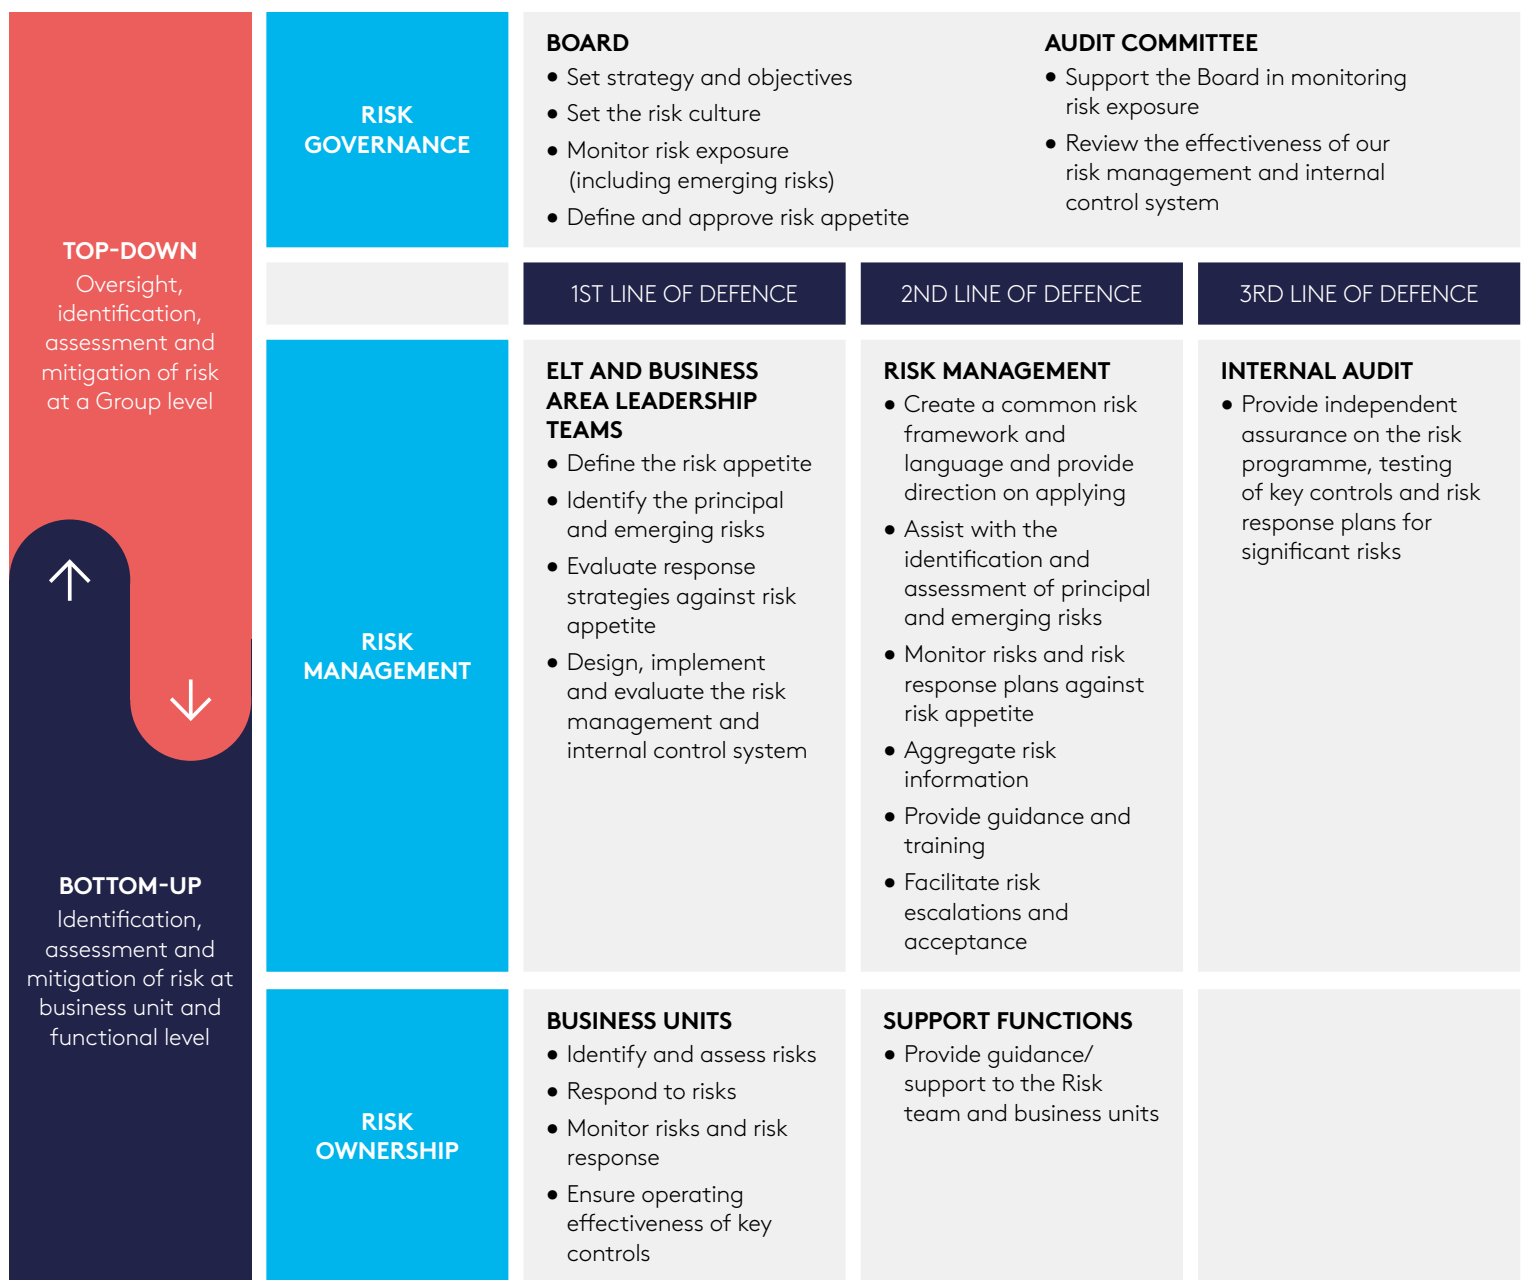 TOP-DOWN
Oversight,
identification,
assessment and
mitigation of risk
at a Group level
BOTTOM-UP
Identification,
assessment and
mitigation of risk at
business unit and
functional level
RISK
GOVERNANCE
BOARD
• Set strategy and objectives
• Set the risk culture
• Monitor risk exposure
(including emerging risks)
• Define and approve risk appetite
AUDIT COMMITTEE
• Support the Board in monitoring
risk exposure
• Review the effectiveness of our
risk management and internal
control system
1ST LINE OF DEFENCE
2ND LINE OF DEFENCE
3RD LINE OF DEFENCE
RISK
MANAGEMENT
ELT AND BUSINESS
AREA LEADERSHIP
TEAMS
• Define the risk appetite
• Identify the principal
and emerging risks
• Evaluate response
strategies against risk
appetite
• Design, implement
and evaluate the risk
management and
internal control system
RISK MANAGEMENT
• Create a common risk
framework and
language and provide
direction on applying
• Assist with the
identification and
assessment of principal
and emerging risks
• Monitor risks and risk
response plans against
risk appetite
• Aggregate risk
information
• Provide guidance and
training
• Facilitate risk
escalations and
acceptance
INTERNAL AUDIT
• Provide independent
assurance on the risk
programme, testing
of key controls and risk
response plans for
significant risks
RISK
OWNERSHIP
BUSINESS UNITS
• Identify and assess risks
• Respond to risks
• Monitor risks and risk
response
• Ensure operating
effectiveness of key
controls
SUPPORT FUNCTIONS
• Provide guidance/
support to the Risk
team and business units